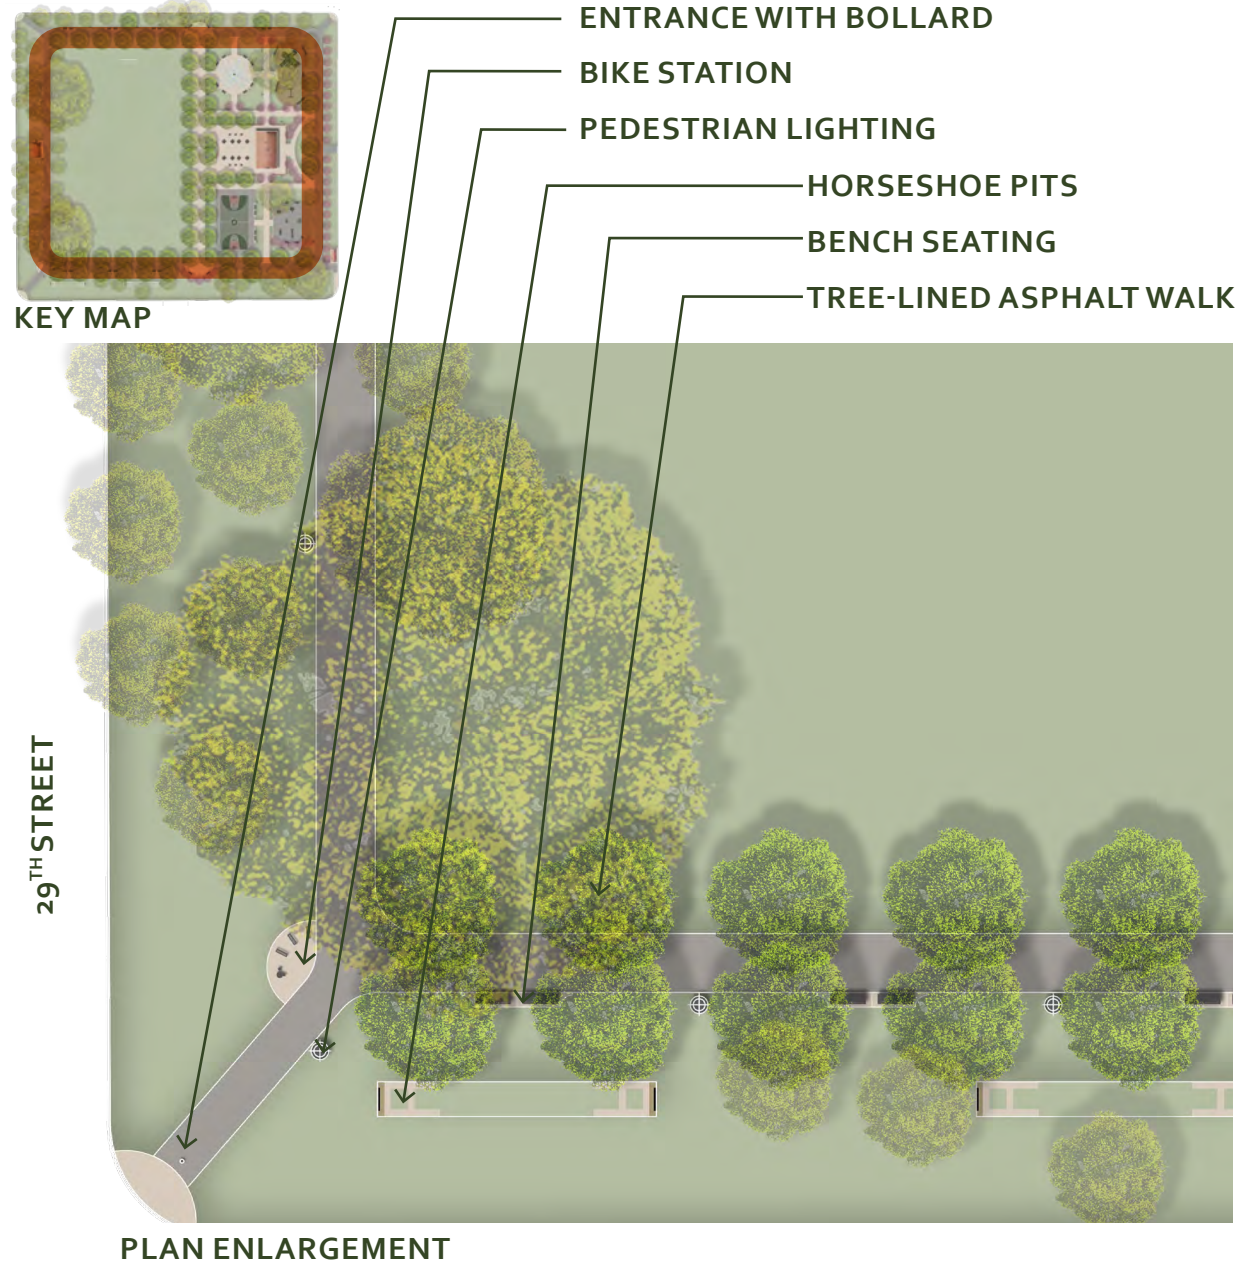 ENTRANCE WITH BOLLARD
BIKE STATION
PEDESTRIAN LIGHTING
HORSESHOE PITS
BENCH SEATING
TREE-LINED ASPHALT WALK
KEY MAP
29TH STREET
PLAN ENLARGEMENT